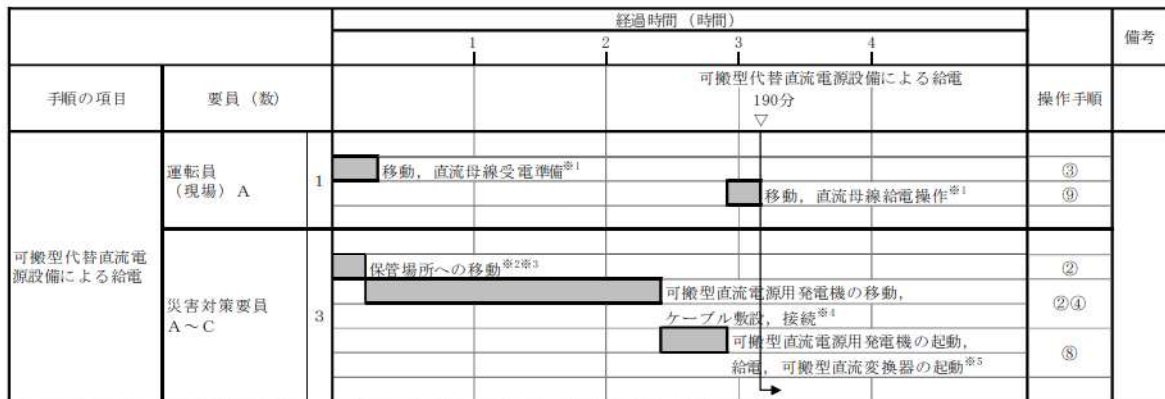 経過時間（時間）
備考
1 2 3 4
手順の項目 要員（数） 操作手順
可搬型代替直流電源設備による給電
190分
▽
可搬型代替直流電
源設備による給電
運転員
（現場）A
1
移動，直流母線受電準備※1
③
移動，直流母線給電操作※1
⑨
災害対策要員
A～C
3
保管場所への移動※2※3
②
可搬型直流電源用発電機の移動，
ケーブル敷設，接続※4
②④
可搬型直流電源用発電機の起動，
給電，可搬型直流変換器の起動※5
⑧